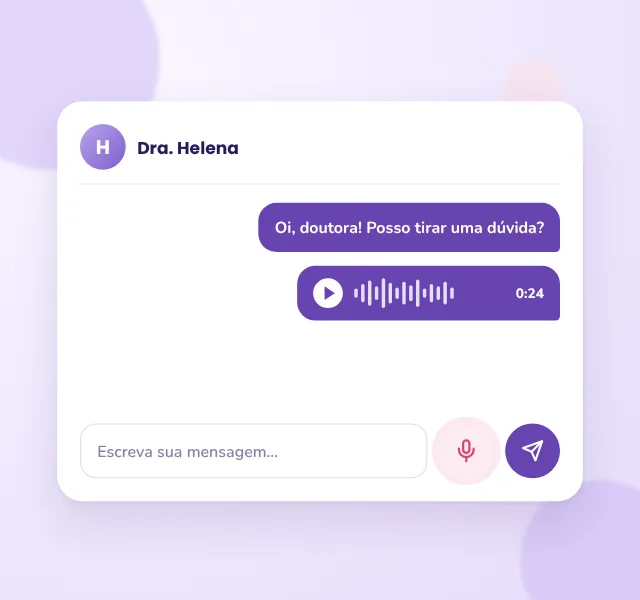 H
Dra. Helena
Oi, doutora! Posso tirar uma dúvida?
0:24
Escreva sua mensagem...